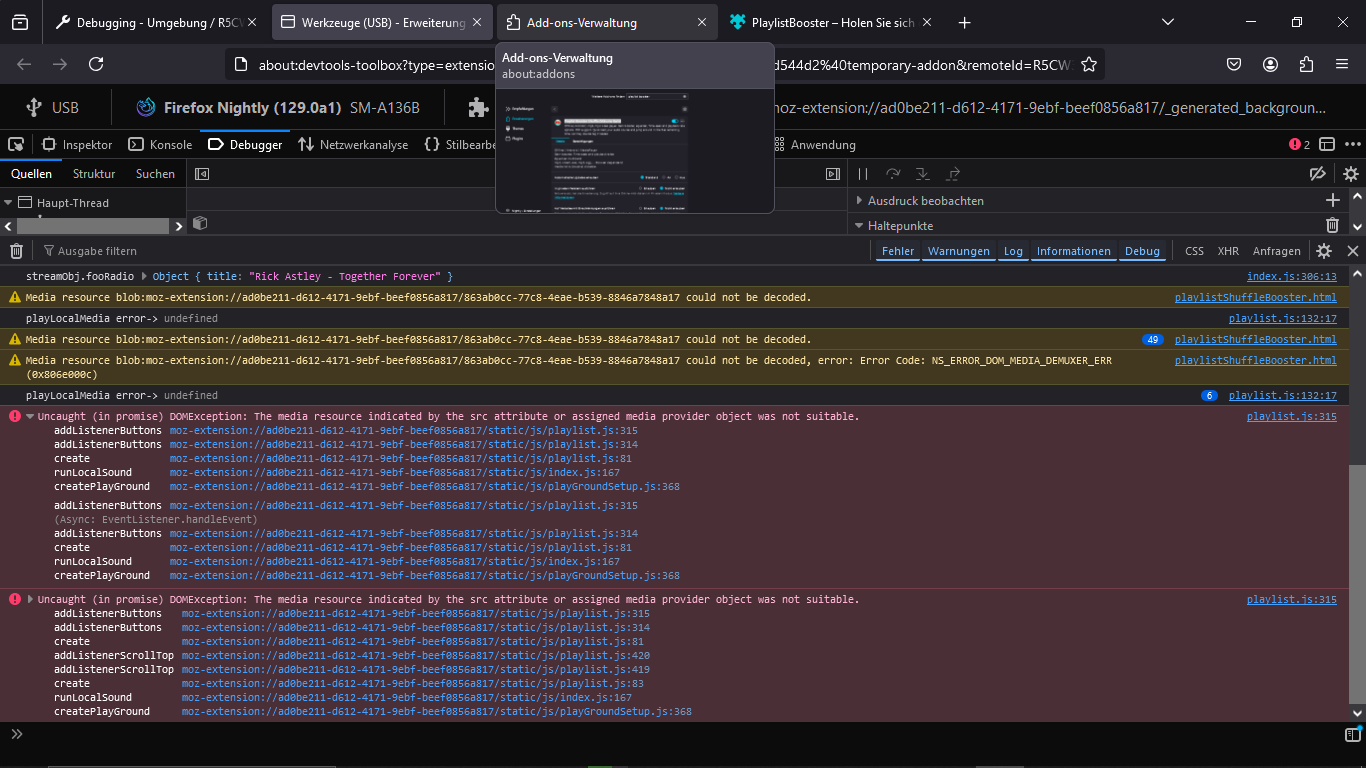 Debugging - Umgebung / R5CW
Werkzeuge (USB) - Erweiterung
Add-ons-Verwaltung
PlaylistBooster – Holen Sie sich
about:devtools-toolbox?type=extensio
d544d2%40temporary-addon&remoteId=R5CW
Add-ons-Verwaltung
about:addons
USB
Firefox Nightly (129.0a1) SM-A136B
moz-extension://ad0be211-d612-4171-9ebf-beef0856a817/_generated_backgroun...
Inspektor
Konsole
Debugger
Netzwerkanalyse
Stilbearbe
Anwendung
2
Quellen
Struktur
Suchen
Haupt-Thread
Ausdruck beobachten
Haltepunkte
Ausgabe filtern
Fehler
Warnungen
Log
Informationen
Debug
CSS
XHR
Anfragen
streamObj.fooRadio Object { title: "Rick Astley - Together Forever" } index.js:306:13
Media resource blob:moz-extension://ad0be211-d612-4171-9ebf-beef0856a817/863ab0cc-77c8-4eae-b539-8846a7848a17 could not be decoded. playlistShuffleBooster.html
playLocalMedia error-> undefined playlist.js:132:17
Media resource blob:moz-extension://ad0be211-d612-4171-9ebf-beef0856a817/863ab0cc-77c8-4eae-b539-8846a7848a17 could not be decoded. 49 playlistShuffleBooster.html
Media resource blob:moz-extension://ad0be211-d612-4171-9ebf-beef0856a817/863ab0cc-77c8-4eae-b539-8846a7848a17 could not be decoded, error: Error Code: NS_ERROR_DOM_MEDIA_DEMUXER_ERR playlistShuffleBooster.html
(0x806e000c)
playLocalMedia error-> undefined 6 playlist.js:132:17
Uncaught (in promise) DOMException: The media resource indicated by the src attribute or assigned media provider object was not suitable. playlist.js:315
addListenerButtons moz-extension://ad0be211-d612-4171-9ebf-beef0856a817/static/js/playlist.js:315
addListenerButtons moz-extension://ad0be211-d612-4171-9ebf-beef0856a817/static/js/playlist.js:314
create moz-extension://ad0be211-d612-4171-9ebf-beef0856a817/static/js/playlist.js:81
runLocalSound moz-extension://ad0be211-d612-4171-9ebf-beef0856a817/static/js/index.js:167
createPlayGround moz-extension://ad0be211-d612-4171-9ebf-beef0856a817/static/js/playGroundSetup.js:368
addListenerButtons moz-extension://ad0be211-d612-4171-9ebf-beef0856a817/static/js/playlist.js:315
(Async: EventListener.handleEvent)
addListenerButtons moz-extension://ad0be211-d612-4171-9ebf-beef0856a817/static/js/playlist.js:314
create moz-extension://ad0be211-d612-4171-9ebf-beef0856a817/static/js/playlist.js:81
runLocalSound moz-extension://ad0be211-d612-4171-9ebf-beef0856a817/static/js/index.js:167
createPlayGround moz-extension://ad0be211-d612-4171-9ebf-beef0856a817/static/js/playGroundSetup.js:368
Uncaught (in promise) DOMException: The media resource indicated by the src attribute or assigned media provider object was not suitable. playlist.js:315
addListenerButtons moz-extension://ad0be211-d612-4171-9ebf-beef0856a817/static/js/playlist.js:315
addListenerButtons moz-extension://ad0be211-d612-4171-9ebf-beef0856a817/static/js/playlist.js:314
create moz-extension://ad0be211-d612-4171-9ebf-beef0856a817/static/js/playlist.js:81
addListenerScrollTop moz-extension://ad0be211-d612-4171-9ebf-beef0856a817/static/js/playlist.js:420
addListenerScrollTop moz-extension://ad0be211-d612-4171-9ebf-beef0856a817/static/js/playlist.js:419
create moz-extension://ad0be211-d612-4171-9ebf-beef0856a817/static/js/playlist.js:83
runLocalSound moz-extension://ad0be211-d612-4171-9ebf-beef0856a817/static/js/index.js:167
createPlayGround moz-extension://ad0be211-d612-4171-9ebf-beef0856a817/static/js/playGroundSetup.js:368